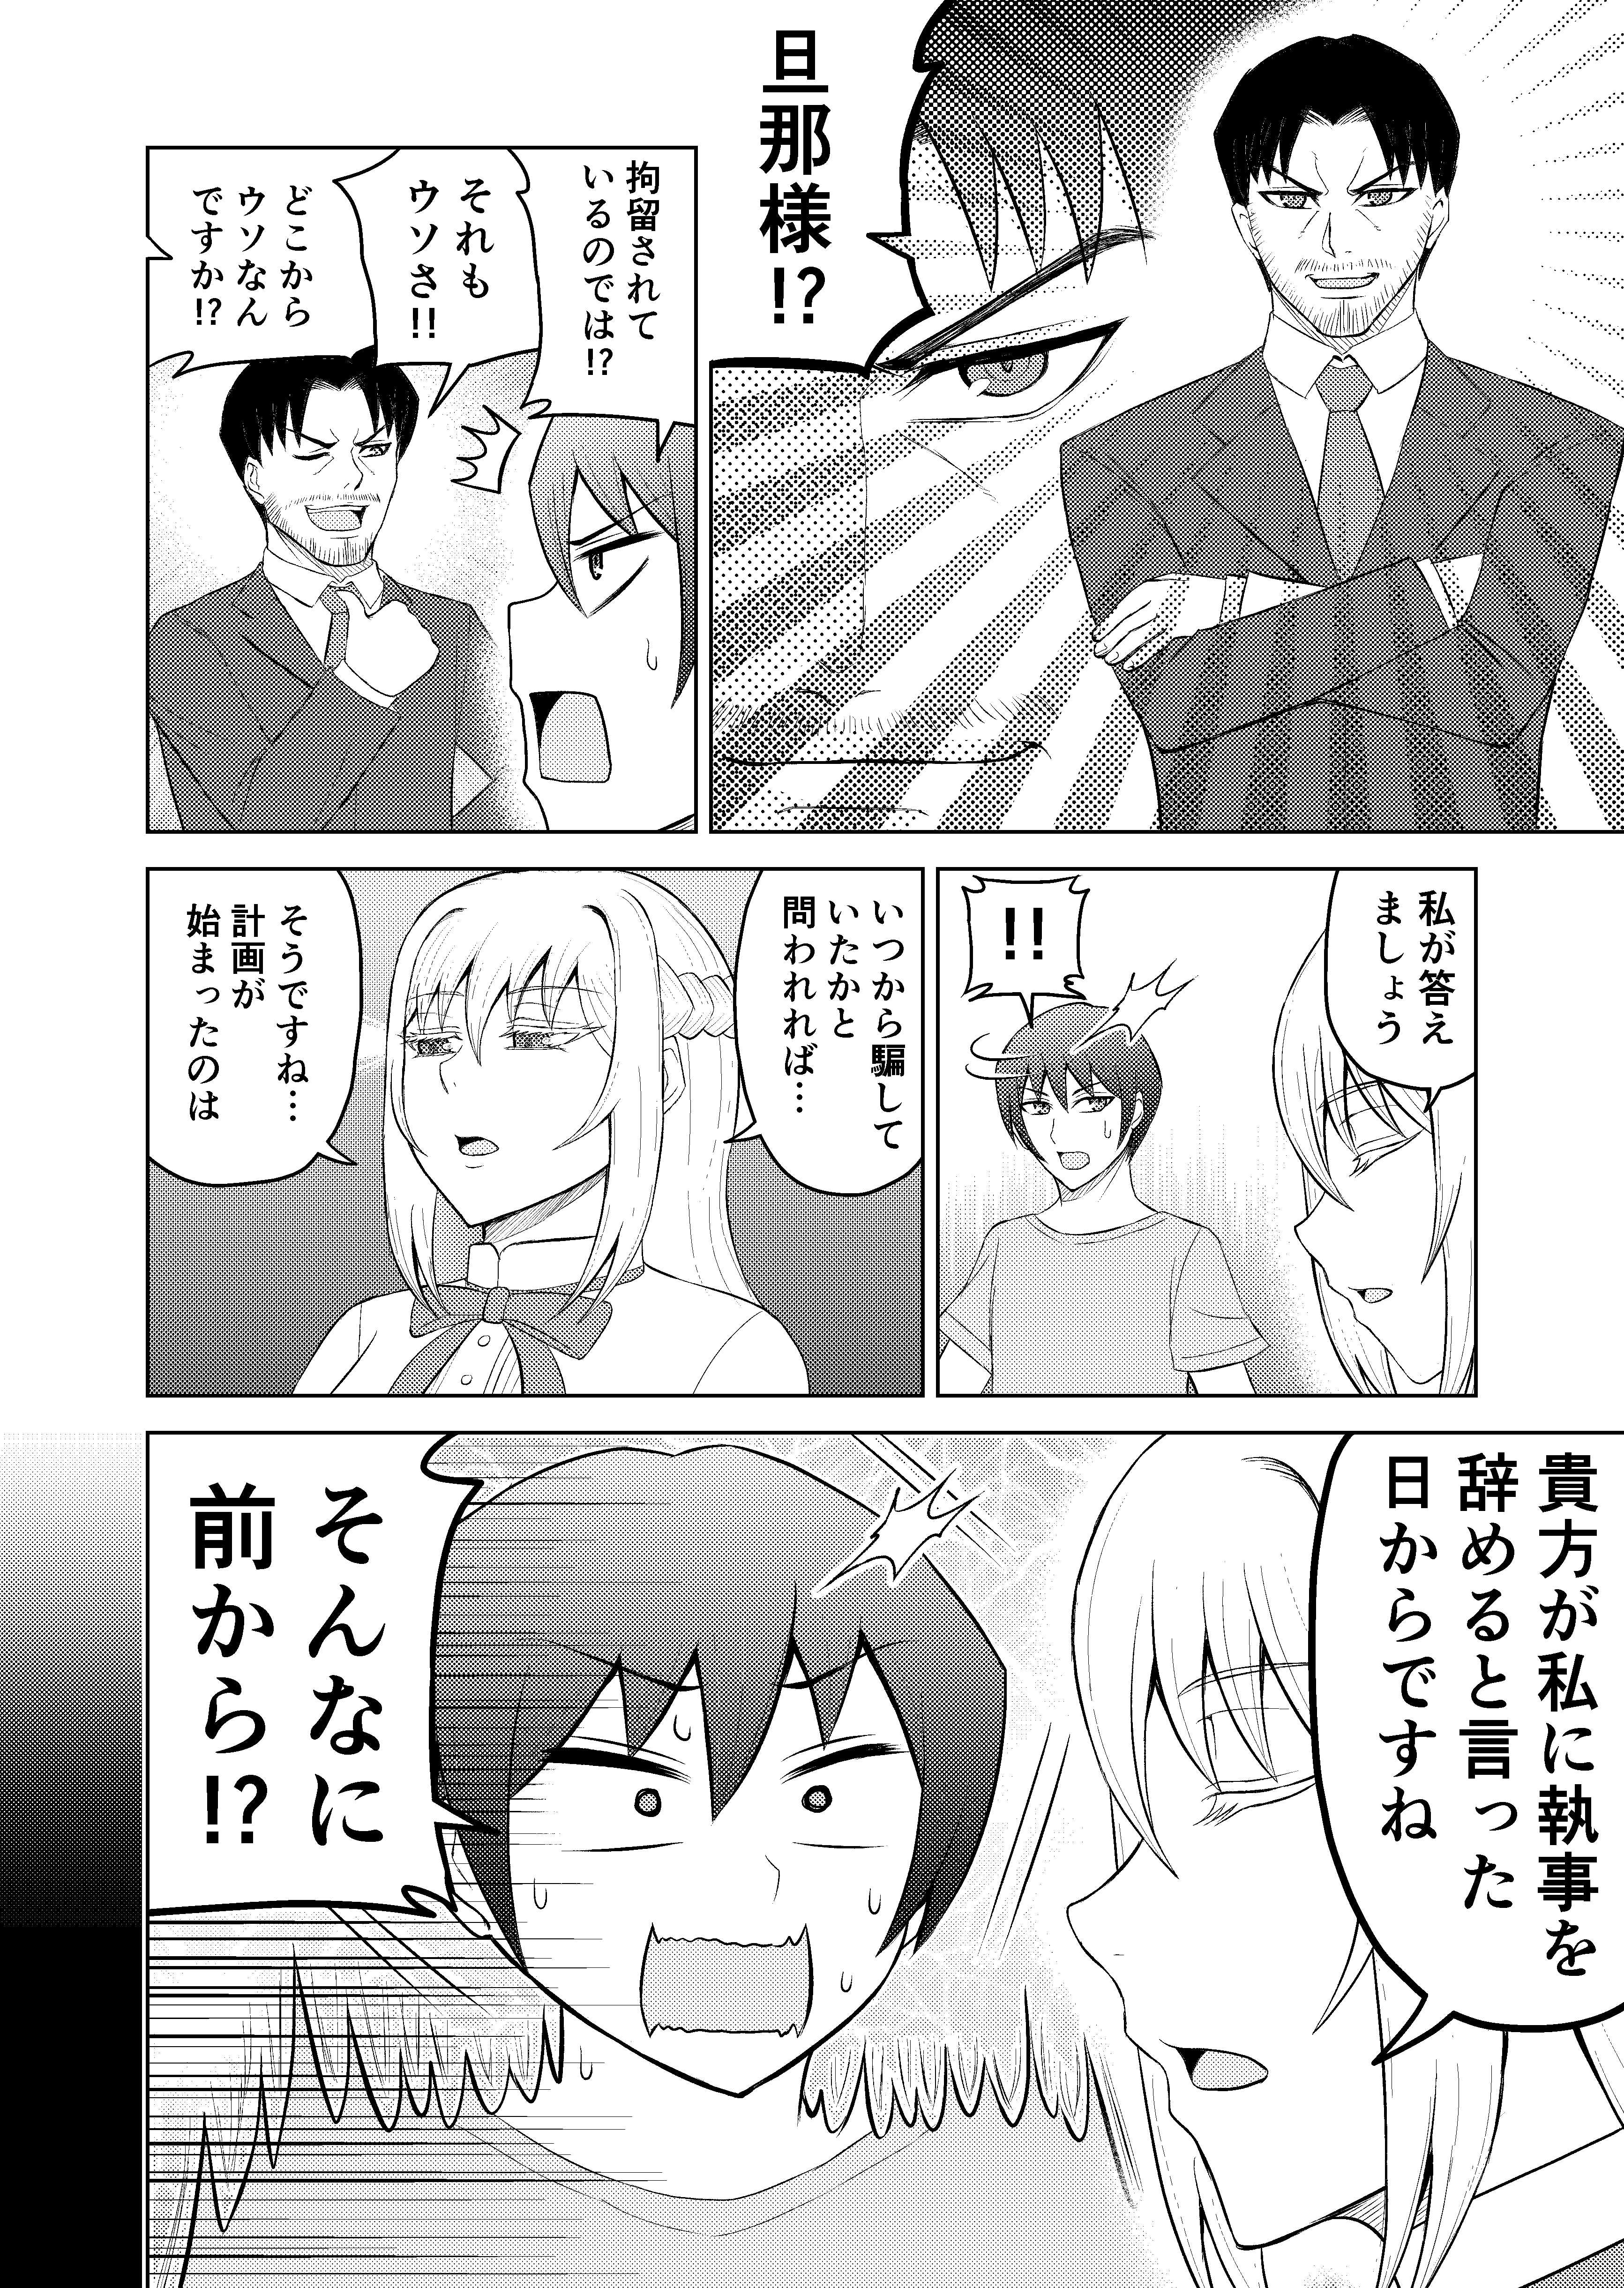 旦那様!?
拘留されて
いるのでは!?
それも
ウソさ!!
どこから
ウソなん
ですか!?
私が答え
ましょう
!!
いつから騙して
いたかと
問われれば…
そうですね…
計画が
始まったのは
貴方が私に執事を
辞めると言った
日からですね
そんなに
前から!?